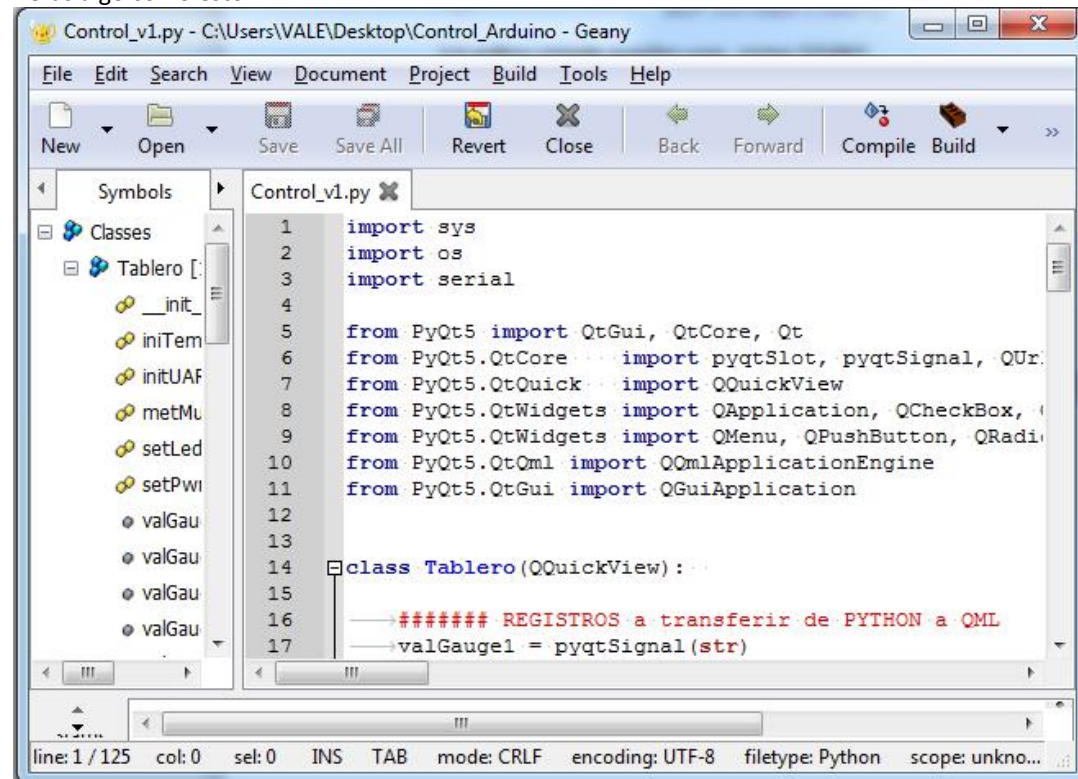 Control_v1.py - C:\Users\VALE\Desktop\Control_Arduino - Geany
File Edit Search View Document Project Build Tools Help
New Open Save Save All Revert Close Back Forward Compile Build
Symbols
Control_v1.py
Classes
Tablero [
__init_
iniTem
initUAR
metMu
setLed
setPwr
valGau
valGau
valGau
valGau
1 import sys
2 import os
3 import serial
4
5 from PyQt5 import QtGui, QtCore, Qt
6 from PyQt5.QtCore import pyqtSlot, pyqtSignal, QUr
7 from PyQt5.QtQuick import QQuickView
8 from PyQt5.QtWidgets import QApplication, QCheckBox,
9 from PyQt5.QtWidgets import QMenu, QPushButton, QRadi
10 from PyQt5.QtQml import QQmlApplicationEngine
11 from PyQt5.QtGui import QGuiApplication
12
13
14 class Tablero(QQuickView):
15
16 ####### REGISTROS a transferir de PYTHON a QML
17 valGauge1 = pyqtSignal(str)
line: 1 / 125 col: 0 sel: 0 INS TAB mode: CRLF encoding: UTF-8 filetype: Python scope: unkno...